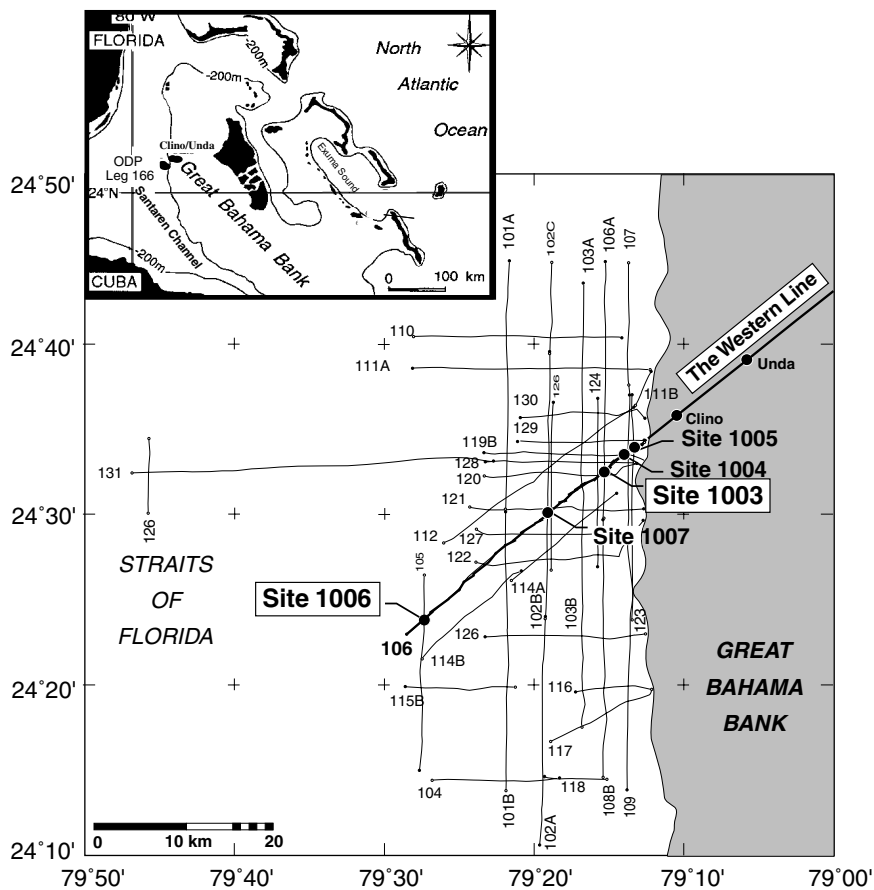 80 W
FLORIDA
-200m
-200m
North
Atlantic
Ocean
Clino/Unda
ODP
Leg 166
24°N
Great Bahama Bank
Exuma Sound
Santaren Channel
-200m
CUBA
0 100 km
24°50'
24°40'
24°30'
24°20'
24°10'
101A
102C
103A
106A
107
110
111A
126
124
111B
130
129
119B
128
120
131
126
121
112
127
122
105
114A
102B
103B
123
126
106
114B
115B
116
117
104
118
101B
102A
108B
109
The Western Line
Unda
Clino
Site 1005
Site 1004
Site 1003
Site 1007
Site 1006
STRAITS
OF
FLORIDA
GREAT
BAHAMA
BANK
0 10 km 20
79°50' 79°40' 79°30' 79°20' 79°10' 79°00'